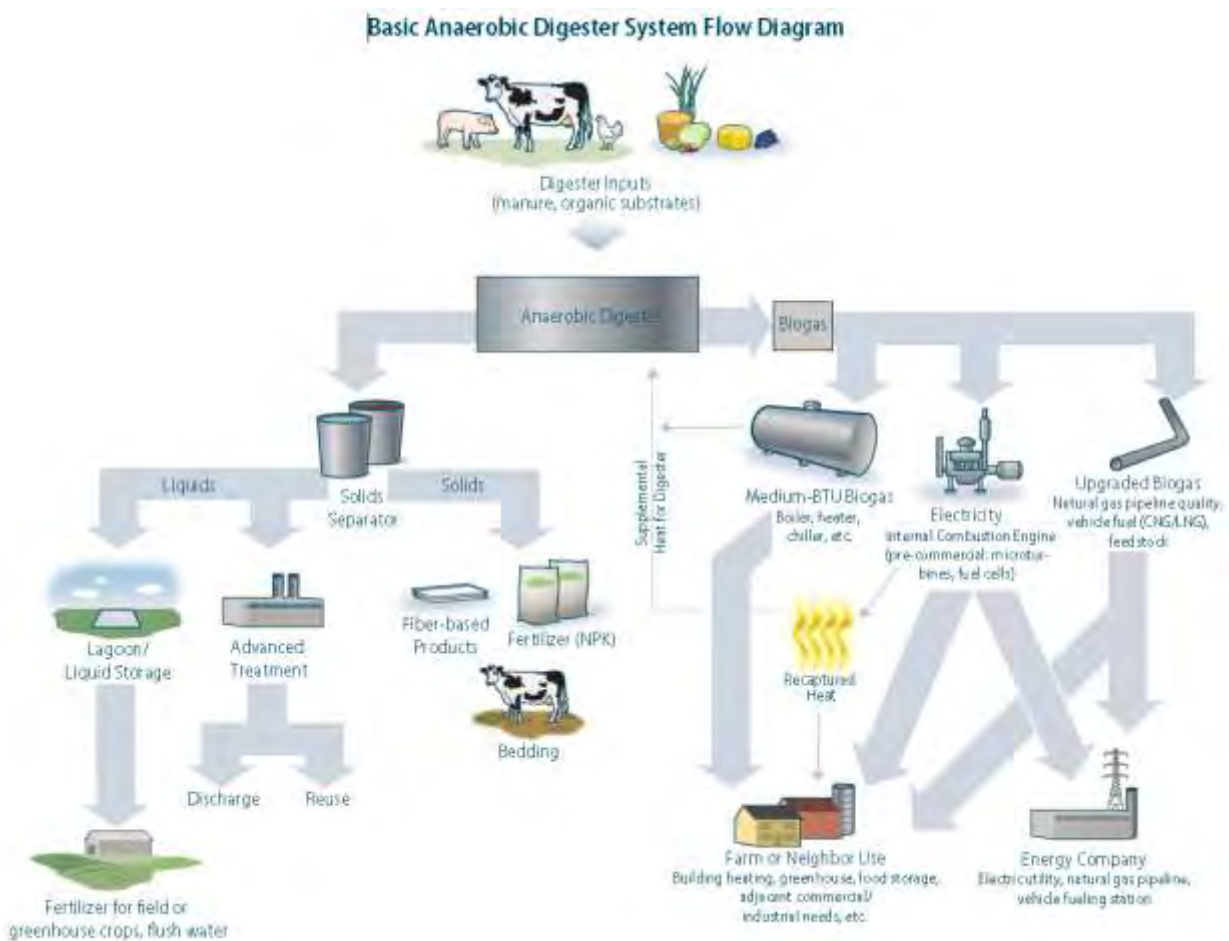 Basic Anaerobic Digester System Flow Diagram
Digester Inputs
(manure, organic substrates)
Anaerobic Digester
Biogas
Liquids
Solids
Separator
Solids
Supplemental
Heat for Digester
Medium-BTU Biogas
Boiler, heater,
chiller, etc.
Electricity
Internal Combustion Engine
(pre-commercial: microtur-
bines, fuel cells)
Upgraded Biogas
Natural gas pipeline quality,
vehicle fuel (CNG/LNG),
feedstock
Lagoon/
Liquid Storage
Advanced
Treatment
Fiber-based
Products
Fertilizer (NPK)
Bedding
Recaptured
Heat
Discharge
Reuse
Fertilizer for field or
greenhouse crops, flush water
Farm or Neighbor Use
Building heating, greenhouse, food storage,
adjacent commercial/
industrial needs, etc.
Energy Company
Electric utility, natural gas pipeline,
vehicle fueling station